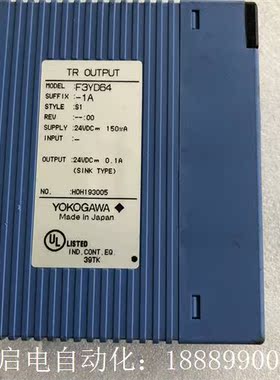 TR OUTPUT
MODEL :F3YD64
SUFFIX :-1A
STYLE :S1
REV :--:00
SUPPLY :24VDC⎓ 150mA
INPUT :-
OUTPUT :24VDC⎓ 0.1A
(SINK TYPE)
NO. :H0H193005
YOKOGAWA
Made in Japan
UL LISTED
IND.CONT.EQ.
39TK
启电自动化：18889900